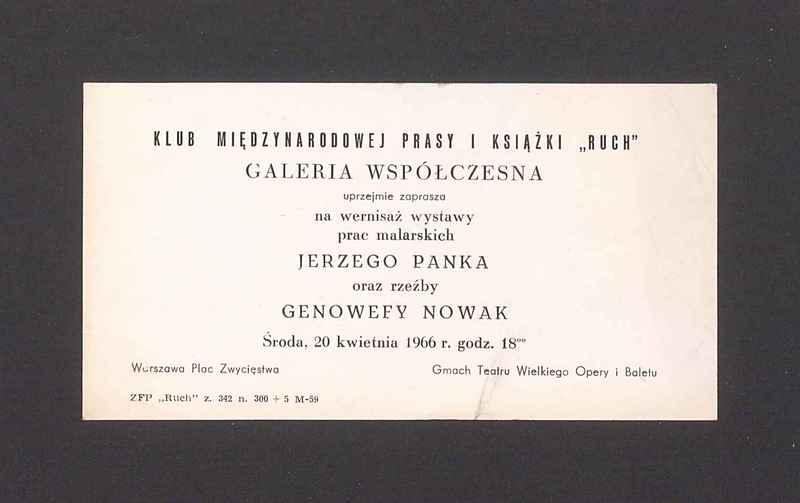 KLUB MIĘDZYNARODOWEJ PRASY I KSIĄŻKI „RUCH"
GALERIA WSPÓŁCZESNA
uprzejmie zaprasza
na wernisaż wystawy
prac malarskich
JERZEGO PANKA
oraz rzeźby
GENOWEFY NOWAK
Środa, 20 kwietnia 1966 r. godz. 18⁰⁰
Warszawa Plac Zwycięstwa
Gmach Teatru Wielkiego Opery i Baletu
ZFP „Ruch" z. 342 n. 300 + 5 M-59